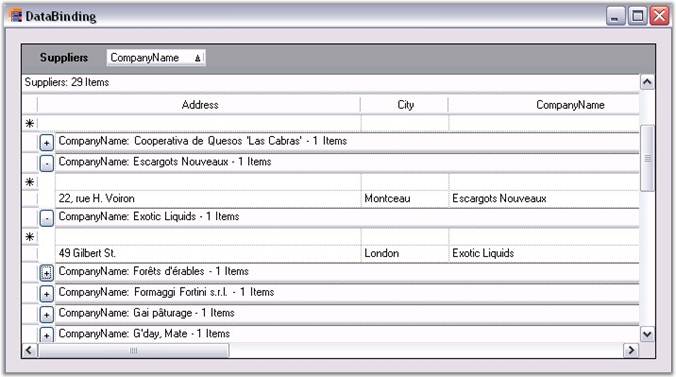 DataBinding
Suppliers CompanyName
Suppliers: 29 Items
Address City CompanyName
CompanyName: Cooperativa de Quesos 'Las Cabras' - 1 Items
CompanyName: Escargots Nouveaux - 1 Items
22, rue H. Voiron Montceau Escargots Nouveaux
CompanyName: Exotic Liquids - 1 Items
49 Gilbert St. London Exotic Liquids
CompanyName: Forêts d'érables - 1 Items
CompanyName: Formaggi Fortini s.r.l. - 1 Items
CompanyName: Gai pâturage - 1 Items
CompanyName: G'day, Mate - 1 Items